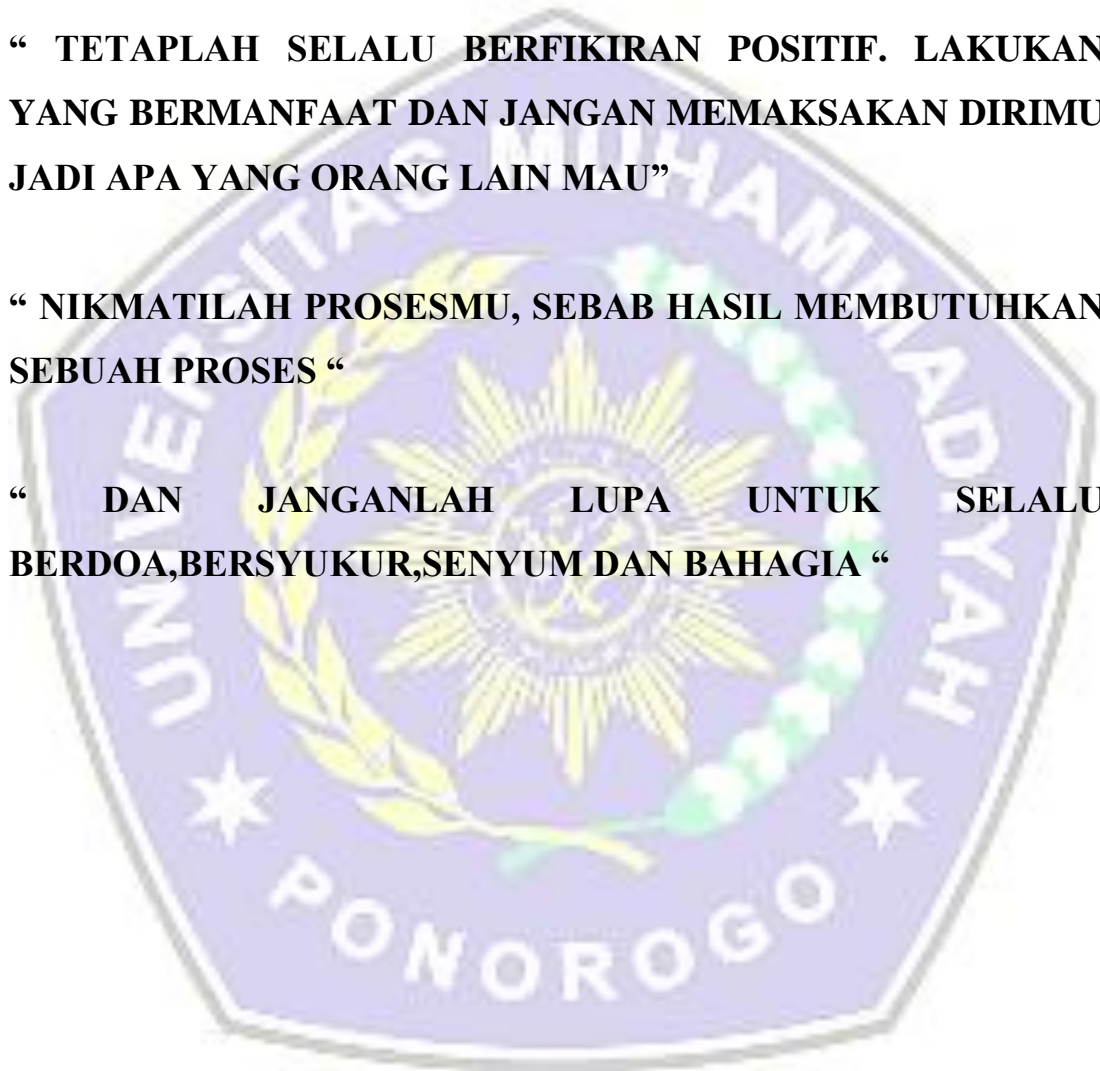 “ TETAPLAH SELALU BERFIKIRAN POSITIF. LAKUKAN
YANG BERMANFAAT DAN JANGAN MEMAKSAKAN DIRIMU
JADI APA YANG ORANG LAIN MAU”
“ NIKMATILAH PROSESMU, SEBAB HASIL MEMBUTUHKAN
SEBUAH PROSES “
“ DAN JANGANLAH LUPA UNTUK SELALU
BERDOA,BERSYUKUR,SENYUM DAN BAHAGIA “
UNIVERSITAS MUHAMMADIYAH
PONOROGO